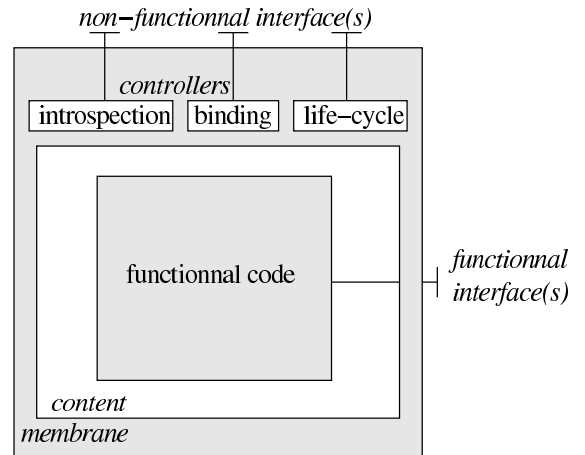 non-functionnal interface(s)
controllers
introspection
binding
life-cycle
functionnal code
functionnal
interface(s)
content
membrane